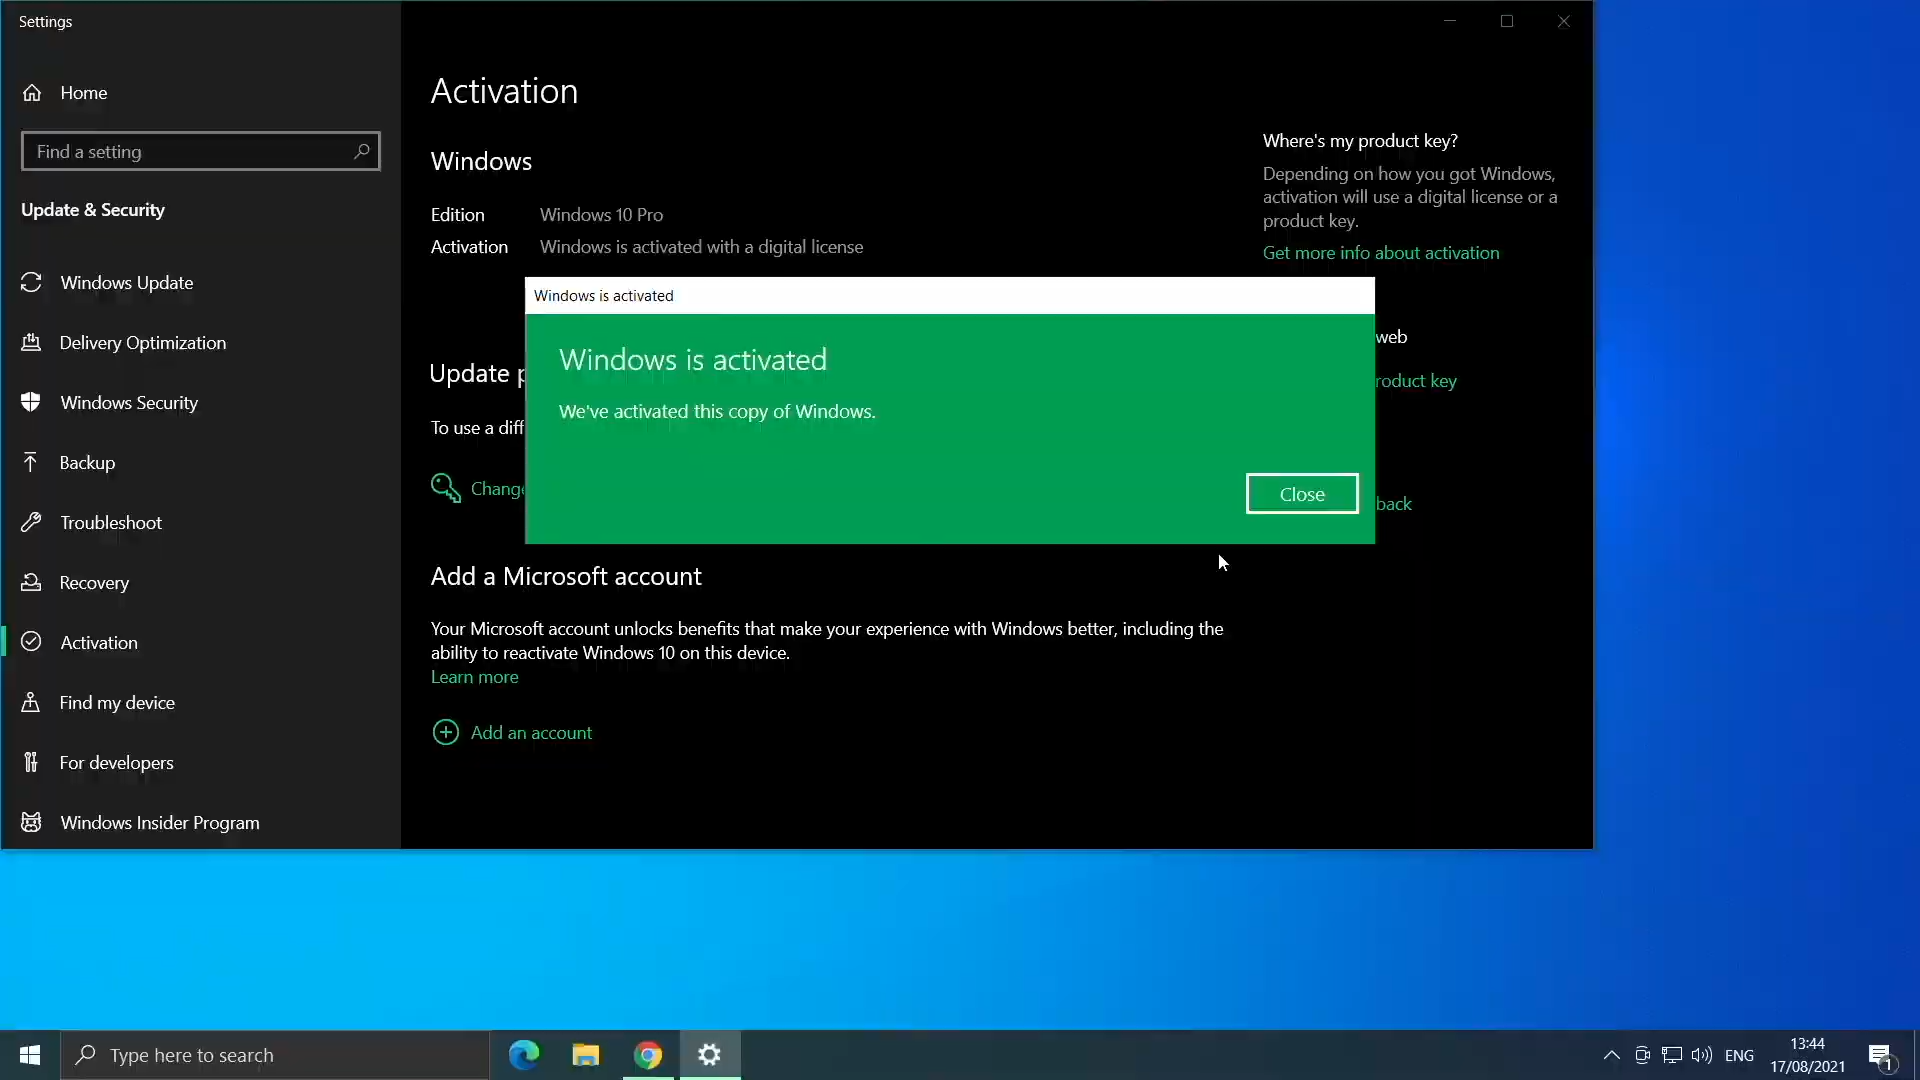 Settings
Home
Find a setting
Update & Security
Windows Update
Delivery Optimization
Windows Security
Backup
Troubleshoot
Recovery
Activation
Find my device
For developers
Windows Insider Program
Activation
Windows
Edition Windows 10 Pro
Activation Windows is activated with a digital license
Update p
To use a diff
Change
Windows is activated
Windows is activated
We've activated this copy of Windows.
Close
Add a Microsoft account
Your Microsoft account unlocks benefits that make your experience with Windows better, including the
ability to reactivate Windows 10 on this device.
Learn more
Add an account
Where's my product key?
Depending on how you got Windows,
activation will use a digital license or a
product key.
Get more info about activation
web
roduct key
back
Type here to search
ENG
13:44
17/08/2021
1